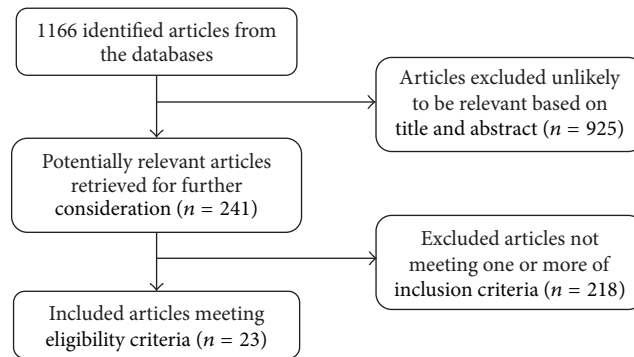 1166 identified articles from
the databases
Articles excluded unlikely
to be relevant based on
title and abstract (n = 925)
Potentially relevant articles
retrieved for further
consideration (n = 241)
Excluded articles not
meeting one or more of
inclusion criteria (n = 218)
Included articles meeting
eligibility criteria (n = 23)